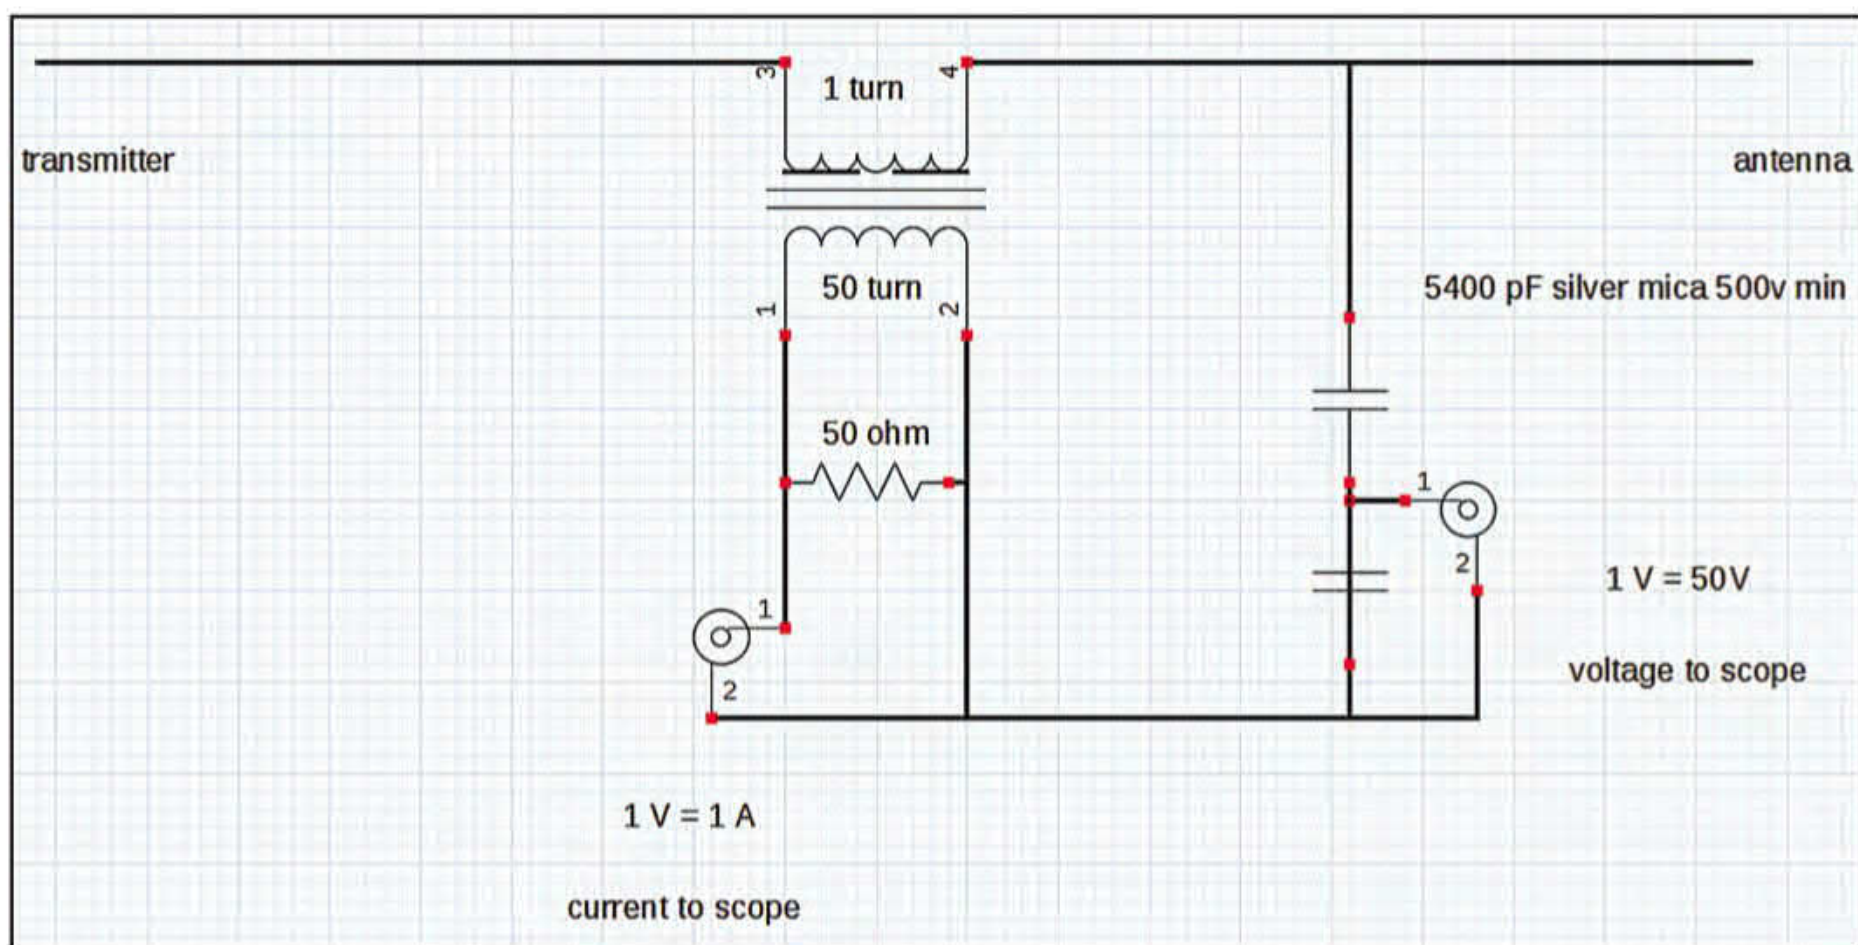 3
1 turn
4
transmitter
antenna
50 turn
1
2
5400 pF silver mica 500v min
50 ohm
1
1
2
1 V = 50V
2
voltage to scope
1 V = 1 A
current to scope